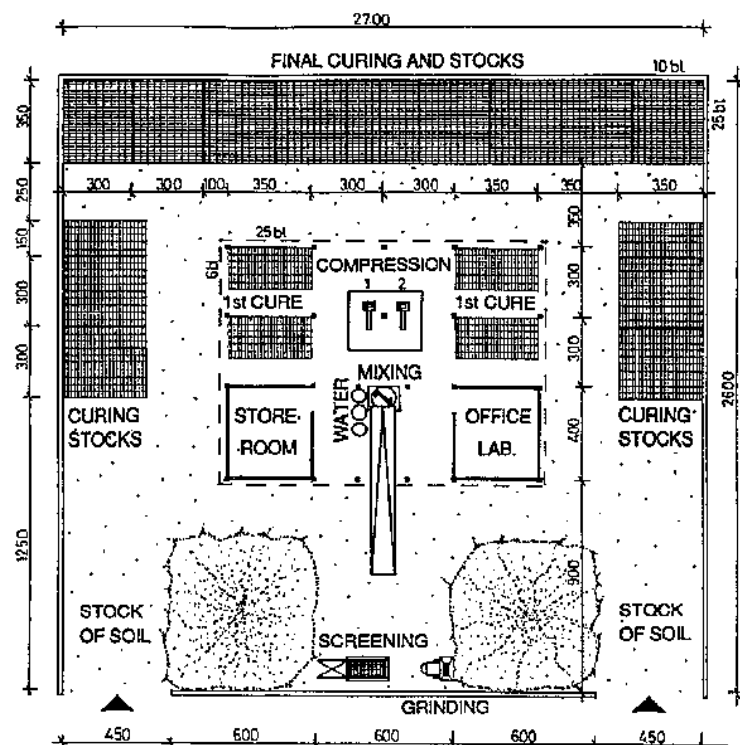 2700
FINAL CURING AND STOCKS
10 bl.
350
25 bl
300 300 100 350 300 300 350 350 350
250
150
300
300
1250
25 bl
6 bl
COMPRESSION
1 2
1st CURE
1st CURE
350
300
300
400
900
2600
MIXING
WATER
STORE-
ROOM
OFFICE
LAB.
CURING
STOCKS
CURING
STOCKS
STOCK
OF SOIL
STOCK
OF SOIL
SCREENING
GRINDING
450 600 600 600 450